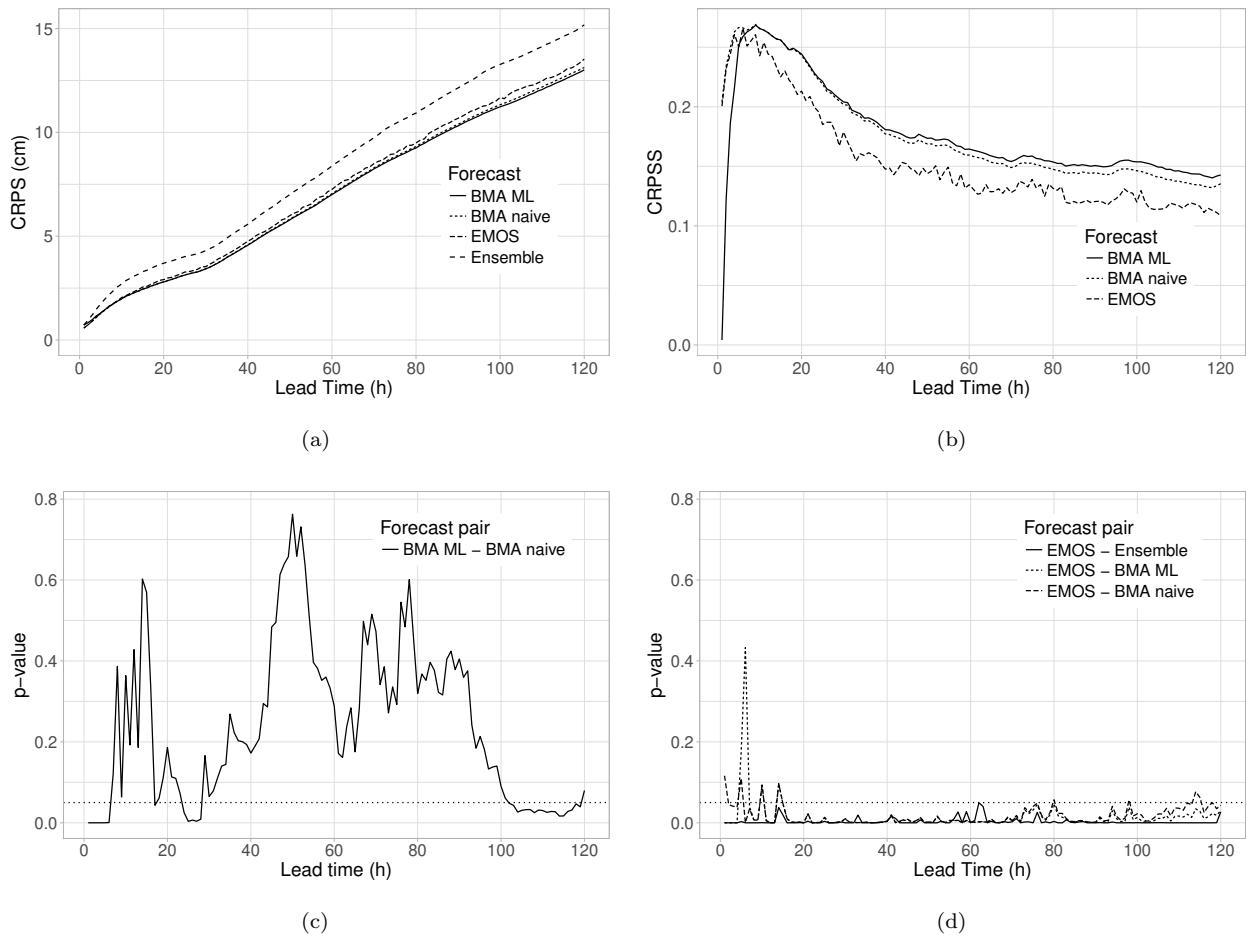 15
10
5
0
CRPS (cm)
0 20 40 60 80 100 120
Lead Time (h)
Forecast
BMA ML
BMA naive
EMOS
Ensemble
(a)
0.2
0.1
0.0
CRPSS
0 20 40 60 80 100 120
Lead Time (h)
Forecast
BMA ML
BMA naive
EMOS
(b)
0.8
0.6
0.4
0.2
0.0
p−value
0 20 40 60 80 100 120
Lead time (h)
Forecast pair
BMA ML − BMA naive
(c)
0.8
0.6
0.4
0.2
0.0
p−value
0 20 40 60 80 100 120
Lead Time (h)
Forecast pair
EMOS − Ensemble
EMOS − BMA ML
EMOS − BMA naive
(d)